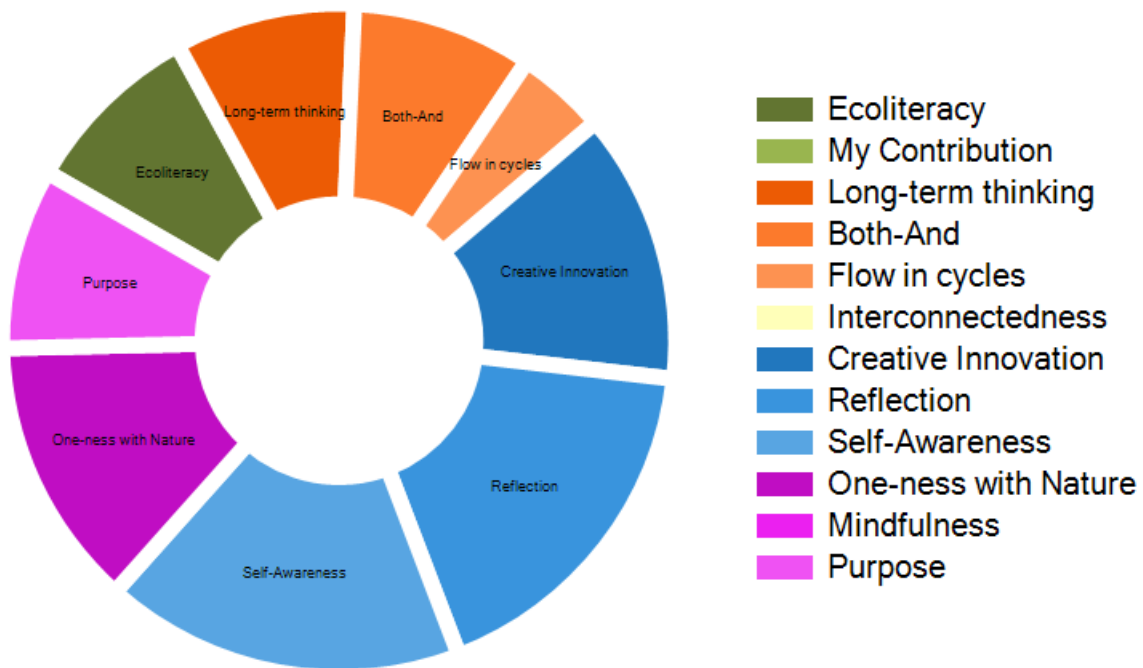 Long-term thinking
Both-And
Flow in cycles
Ecoliteracy
Creative Innovation
Purpose
One-ness with Nature
Reflection
Self-Awareness
Ecoliteracy
My Contribution
Long-term thinking
Both-And
Flow in cycles
Interconnectedness
Creative Innovation
Reflection
Self-Awareness
One-ness with Nature
Mindfulness
Purpose